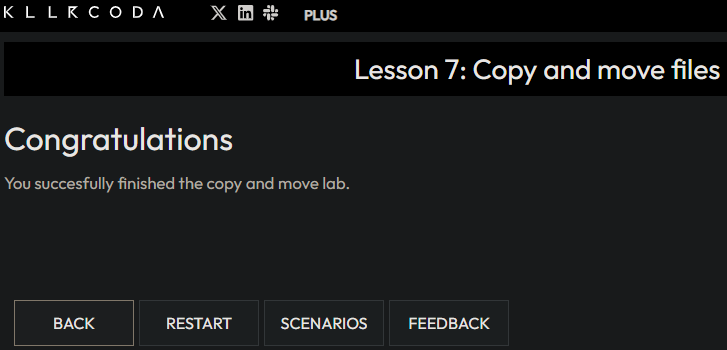 KLLRCODA PLUS
Lesson 7: Copy and move files
Congratulations
You succesfully finished the copy and move lab.
BACK RESTART SCENARIOS FEEDBACK